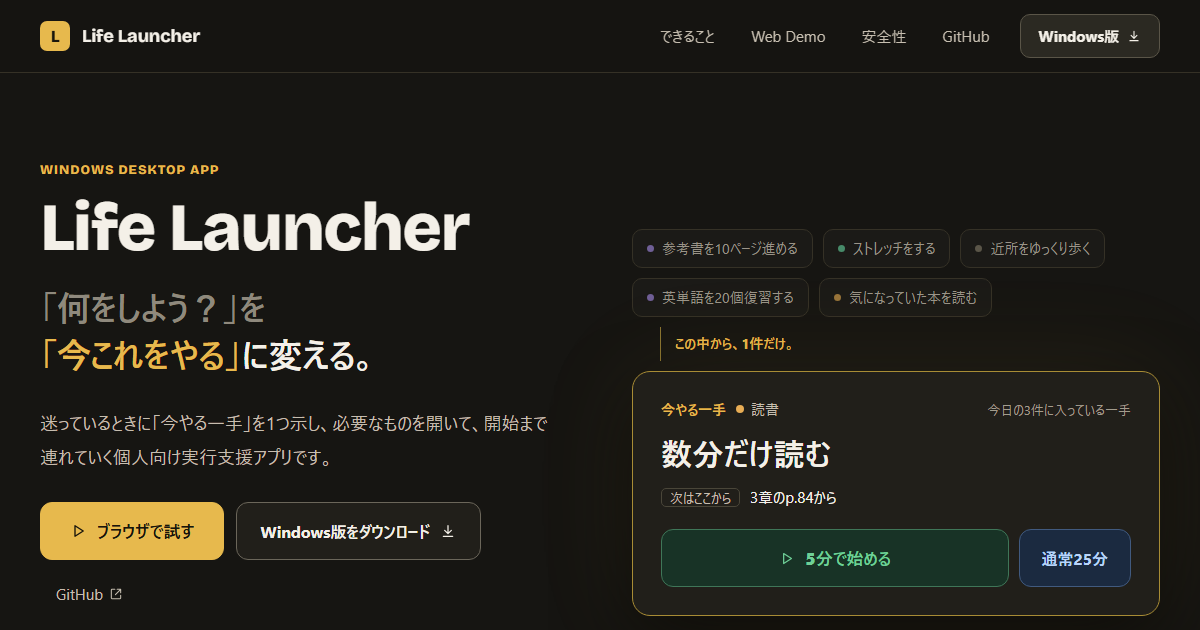 L Life Launcher
できること Web Demo 安全性 GitHub Windows版
WINDOWS DESKTOP APP
Life Launcher
「何をしよう？」を
「今これをやる」に変える。
迷っているときに「今やる一手」を1つ示し、必要なものを開いて、開始まで
連れていく個人向け実行支援アプリです。
ブラウザで試す
Windows版をダウンロード
GitHub
参考書を10ページ進める
ストレッチをする
近所をゆっくり歩く
英単語を20個復習する
気になっていた本を読む
この中から、1件だけ。
今やる一手 読書 今日の3件に入っている一手
数分だけ読む
次はここから 3章のp.84から
5分で始める
通常25分